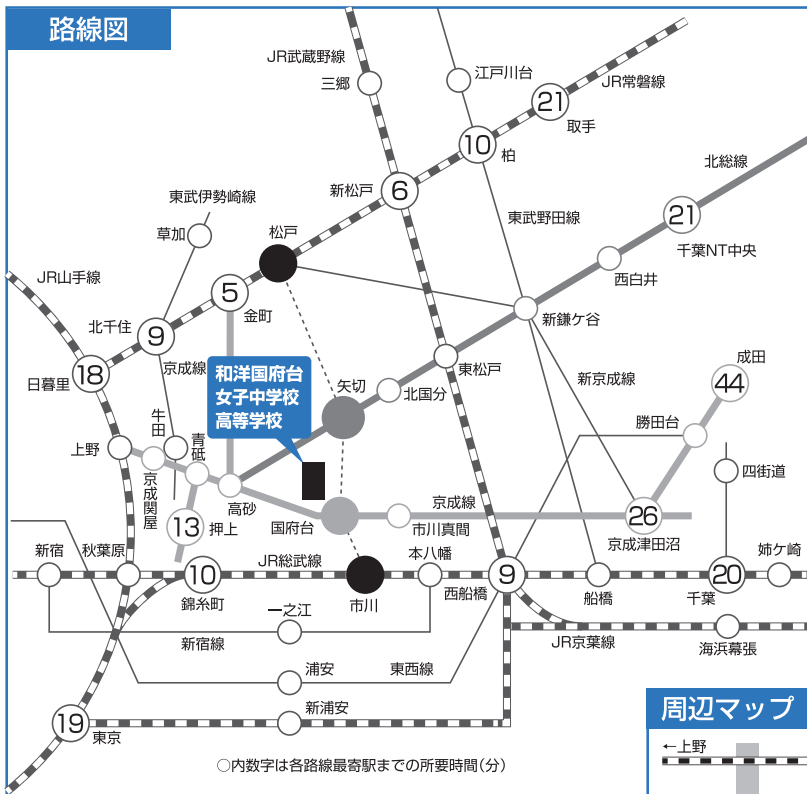 路線図
JR武蔵野線
三郷
江戸川台
JR常磐線
21
取手
10
柏
北総線
新松戸
6
東武伊勢崎線
草加
松戸
東武野田線
21
千葉NT中央
西白井
JR山手線
5
金町
北千住
9
京成線
新鎌ケ谷
18
日暮里
和洋国府台
女子中学校
高等学校
矢切
北国分
東松戸
新京成線
成田
44
牛田
青砥
上野
京成関屋
勝田台
四街道
高砂
13
押上
国府台
京成線
市川真間
26
京成津田沼
新宿
秋葉原
JR総武線
本八幡
姉ケ崎
10
錦糸町
市川
西船橋
9
船橋
20
千葉
一之江
新宿線
JR京葉線
海浜幕張
浦安
東西線
新浦安
19
東京
周辺マップ
←上野
○内数字は各路線最寄駅までの所要時間(分)